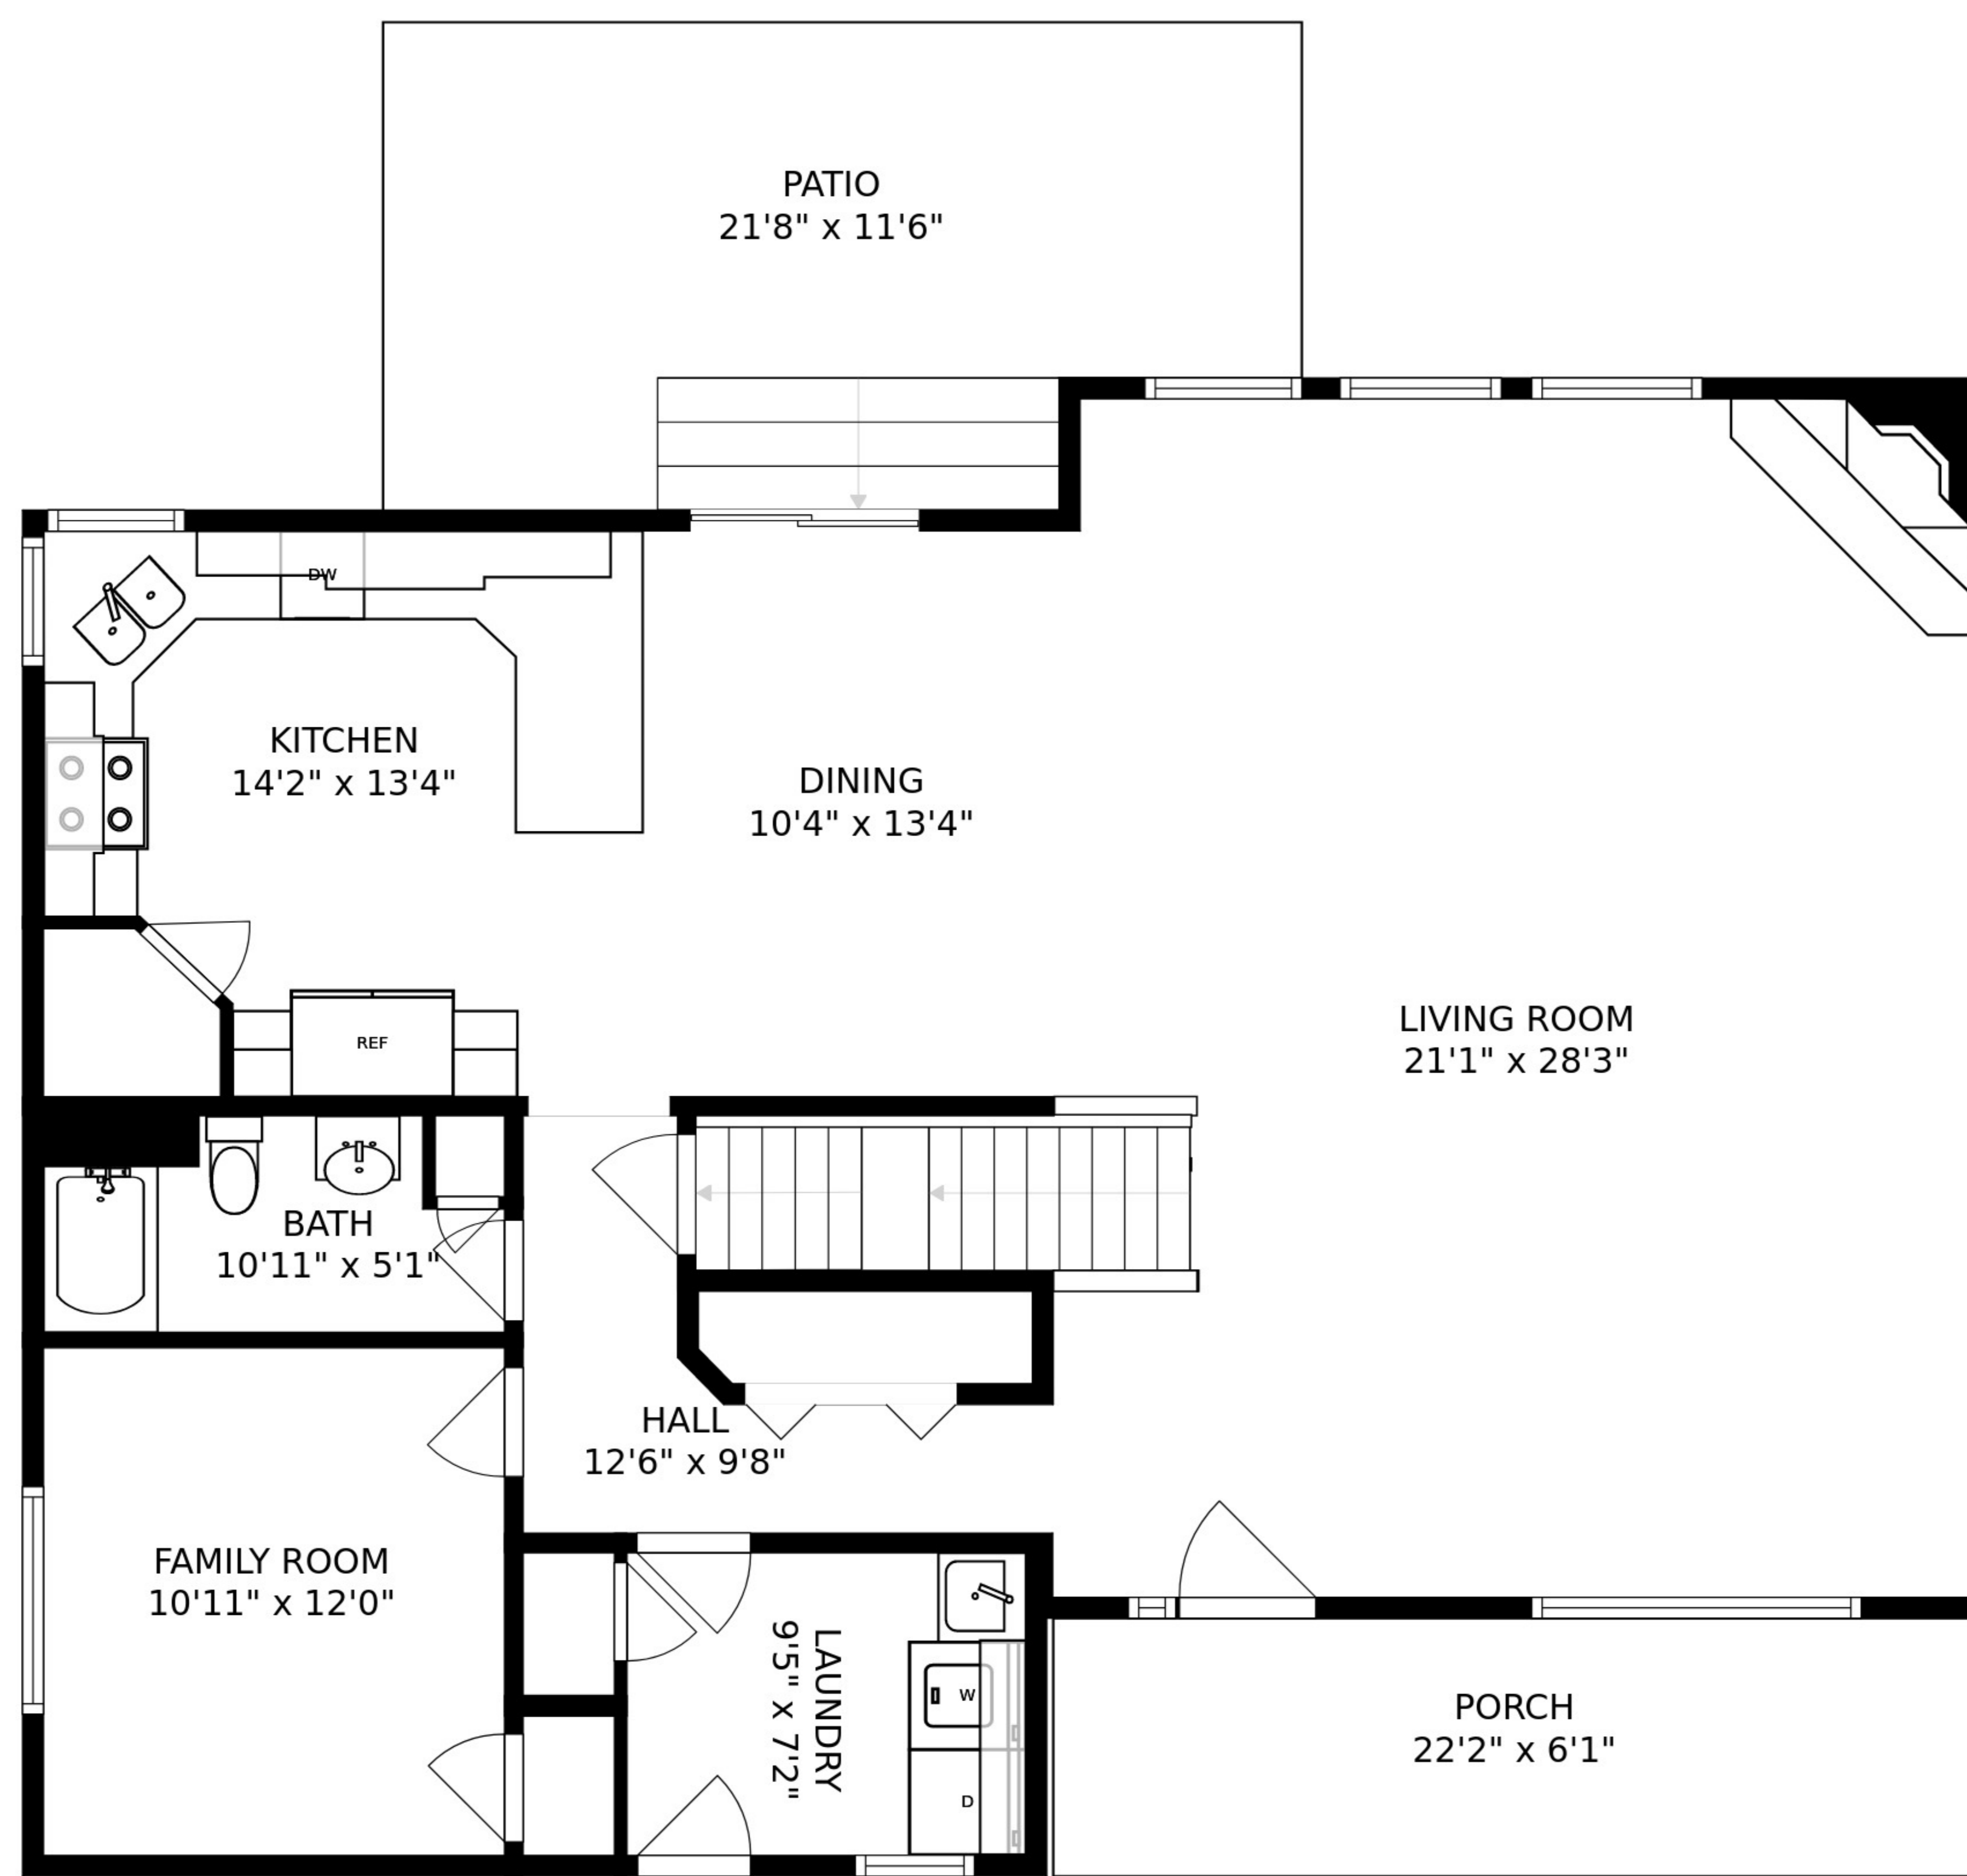 PATIO
21'8" x 11'6"
DW
KITCHEN
14'2" x 13'4"
DINING
10'4" x 13'4"
REF
LIVING ROOM
21'1" x 28'3"
BATH
10'11" x 5'1"
HALL
12'6" x 9'8"
FAMILY ROOM
10'11" x 12'0"
LAUNDRY
9'5" x 7'2"
W
D
PORCH
22'2" x 6'1"